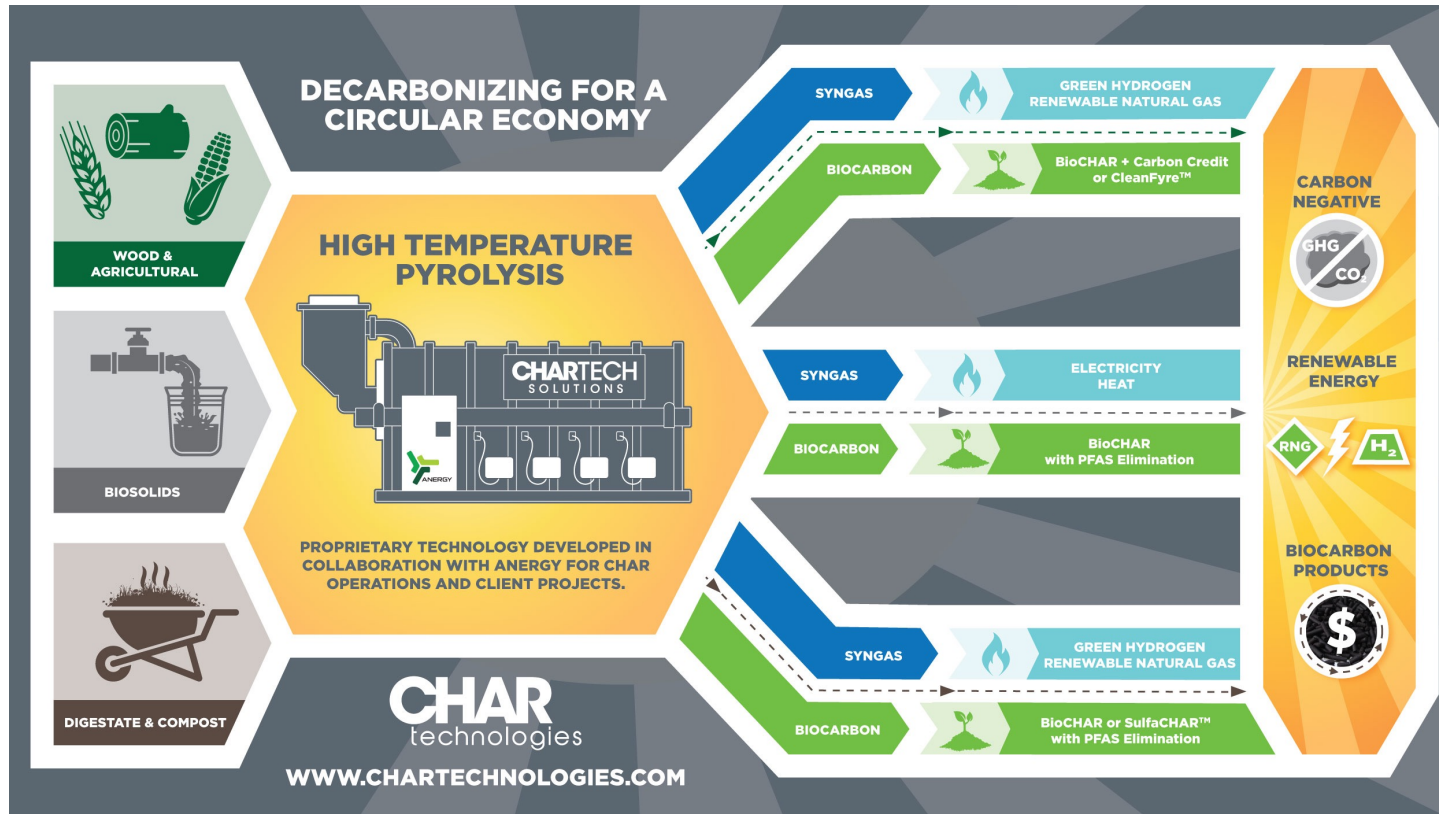 DECARBONIZING FOR A
CIRCULAR ECONOMY
WOOD &
AGRICULTURAL
BIOSOLIDS
DIGESTATE & COMPOST
HIGH TEMPERATURE
PYROLYSIS
CHARTECH
SOLUTIONS
ANERGY
PROPRIETARY TECHNOLOGY DEVELOPED IN
COLLABORATION WITH ANERGY FOR CHAR
OPERATIONS AND CLIENT PROJECTS.
CHAR
technologies
WWW.CHARTECHNOLOGIES.COM
SYNGAS
GREEN HYDROGEN
RENEWABLE NATURAL GAS
BIOCARBON
BioCHAR + Carbon Credit
or CleanFyre™
SYNGAS
ELECTRICITY
HEAT
BIOCARBON
BioCHAR
with PFAS Elimination
SYNGAS
GREEN HYDROGEN
RENEWABLE NATURAL GAS
BIOCARBON
BioCHAR or SulfaCHAR™
with PFAS Elimination
CARBON
NEGATIVE
GHG
CO₂
RENEWABLE
ENERGY
RNG
H₂
BIOCARBON
PRODUCTS
$